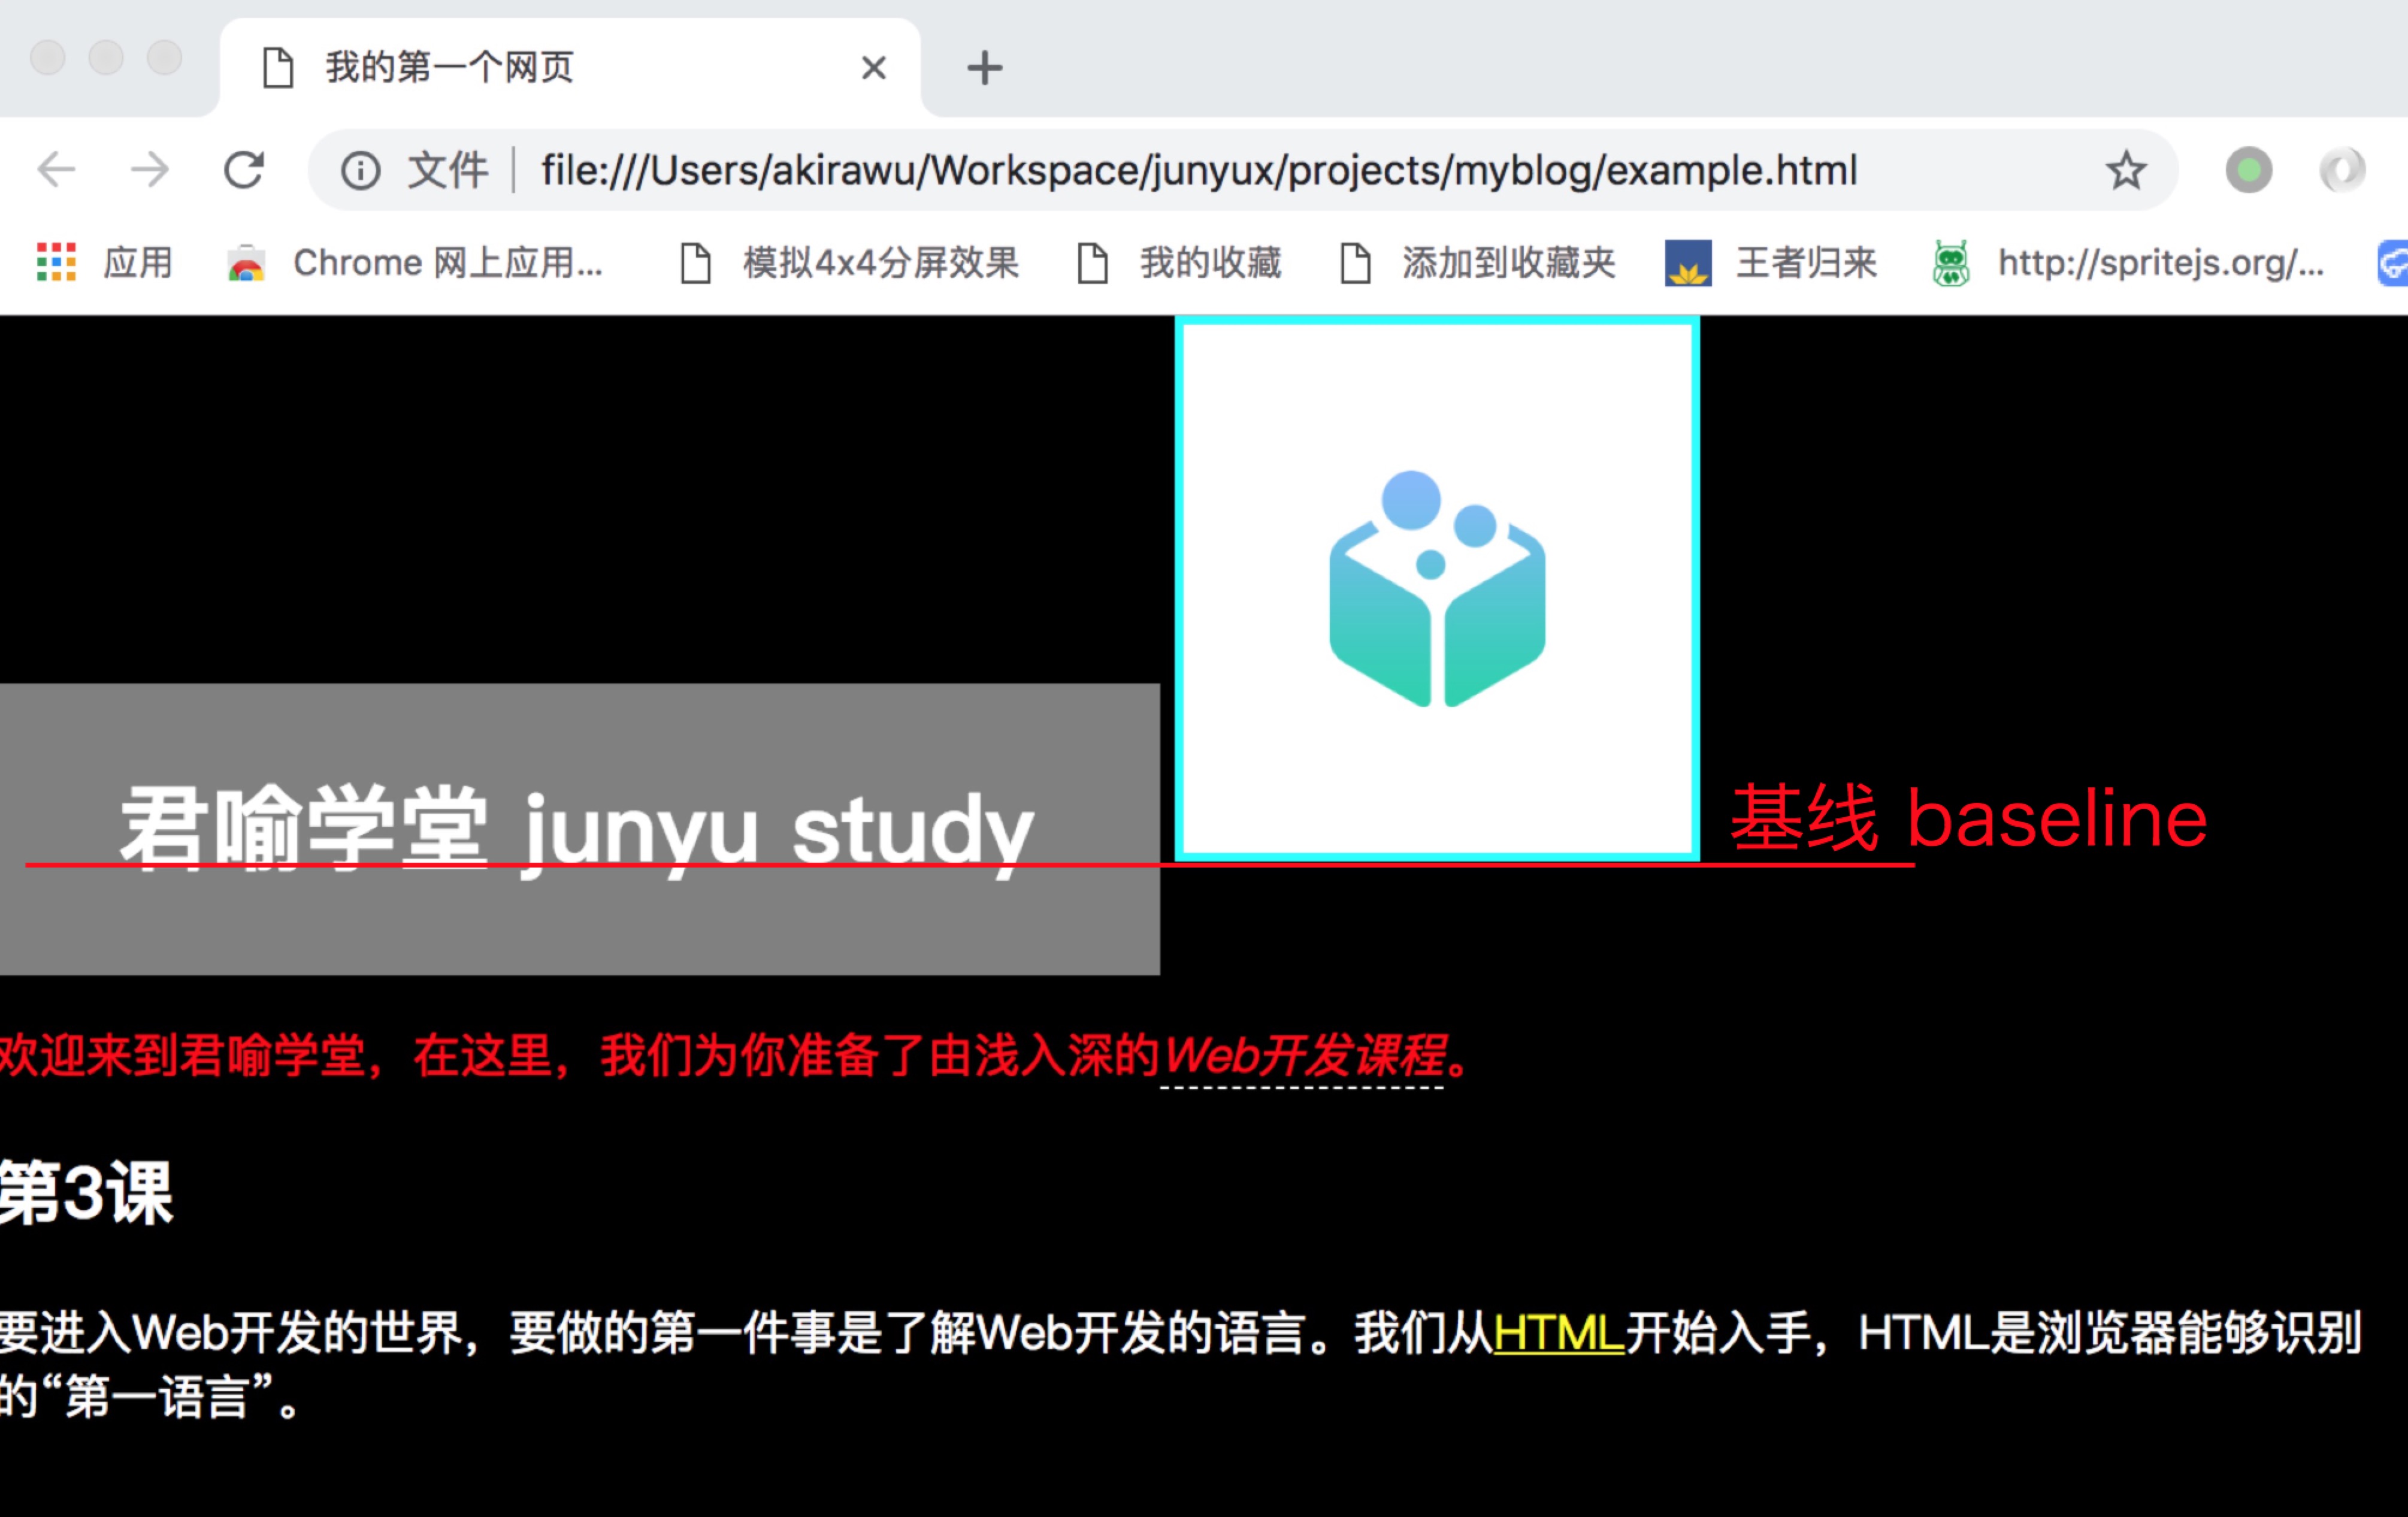 我的第一个网页
文件 file:///Users/akirawu/Workspace/junyux/projects/myblog/example.html
应用 Chrome 网上应用... 模拟4x4分屏效果 我的收藏 添加到收藏夹 王者归来 http://spritejs.org/...
君喻学堂 junyu study
基线 baseline
欢迎来到君喻学堂，在这里，我们为你准备了由浅入深的Web开发课程。
第3课
要进入Web开发的世界，要做的第一件事是了解Web开发的语言。我们从HTML开始入手，HTML是浏览器能够识别
的“第一语言”。